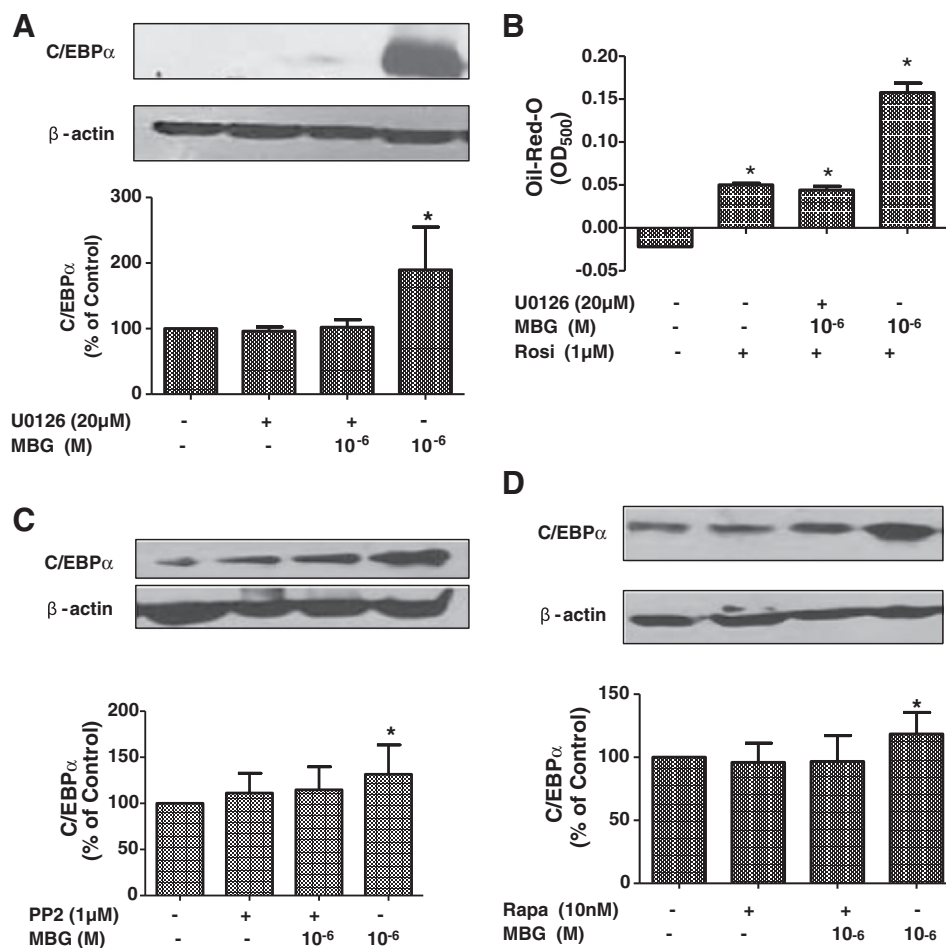 A
C/EBPα
β-actin
C/EBPα
(% of Control)
300
200
100
0
*
U0126 (20μM) - + + -
MBG (M) - - 10-6 10-6
B
Oil-Red-O
(OD500)
0.20
0.15
0.10
0.05
0.00
-0.05
* * *
U0126 (20μM) - - + -
MBG (M) - - 10-6 10-6
Rosi (1μM) - + + +
C
C/EBPα
β-actin
C/EBPα
(% of Control)
200
150
100
50
0
*
PP2 (1μM) - + + -
MBG (M) - - 10-6 10-6
D
C/EBPα
β-actin
C/EBPα
(% of Control)
150
100
50
0
*
Rapa (10nM) - + + -
MBG (M) - - 10-6 10-6